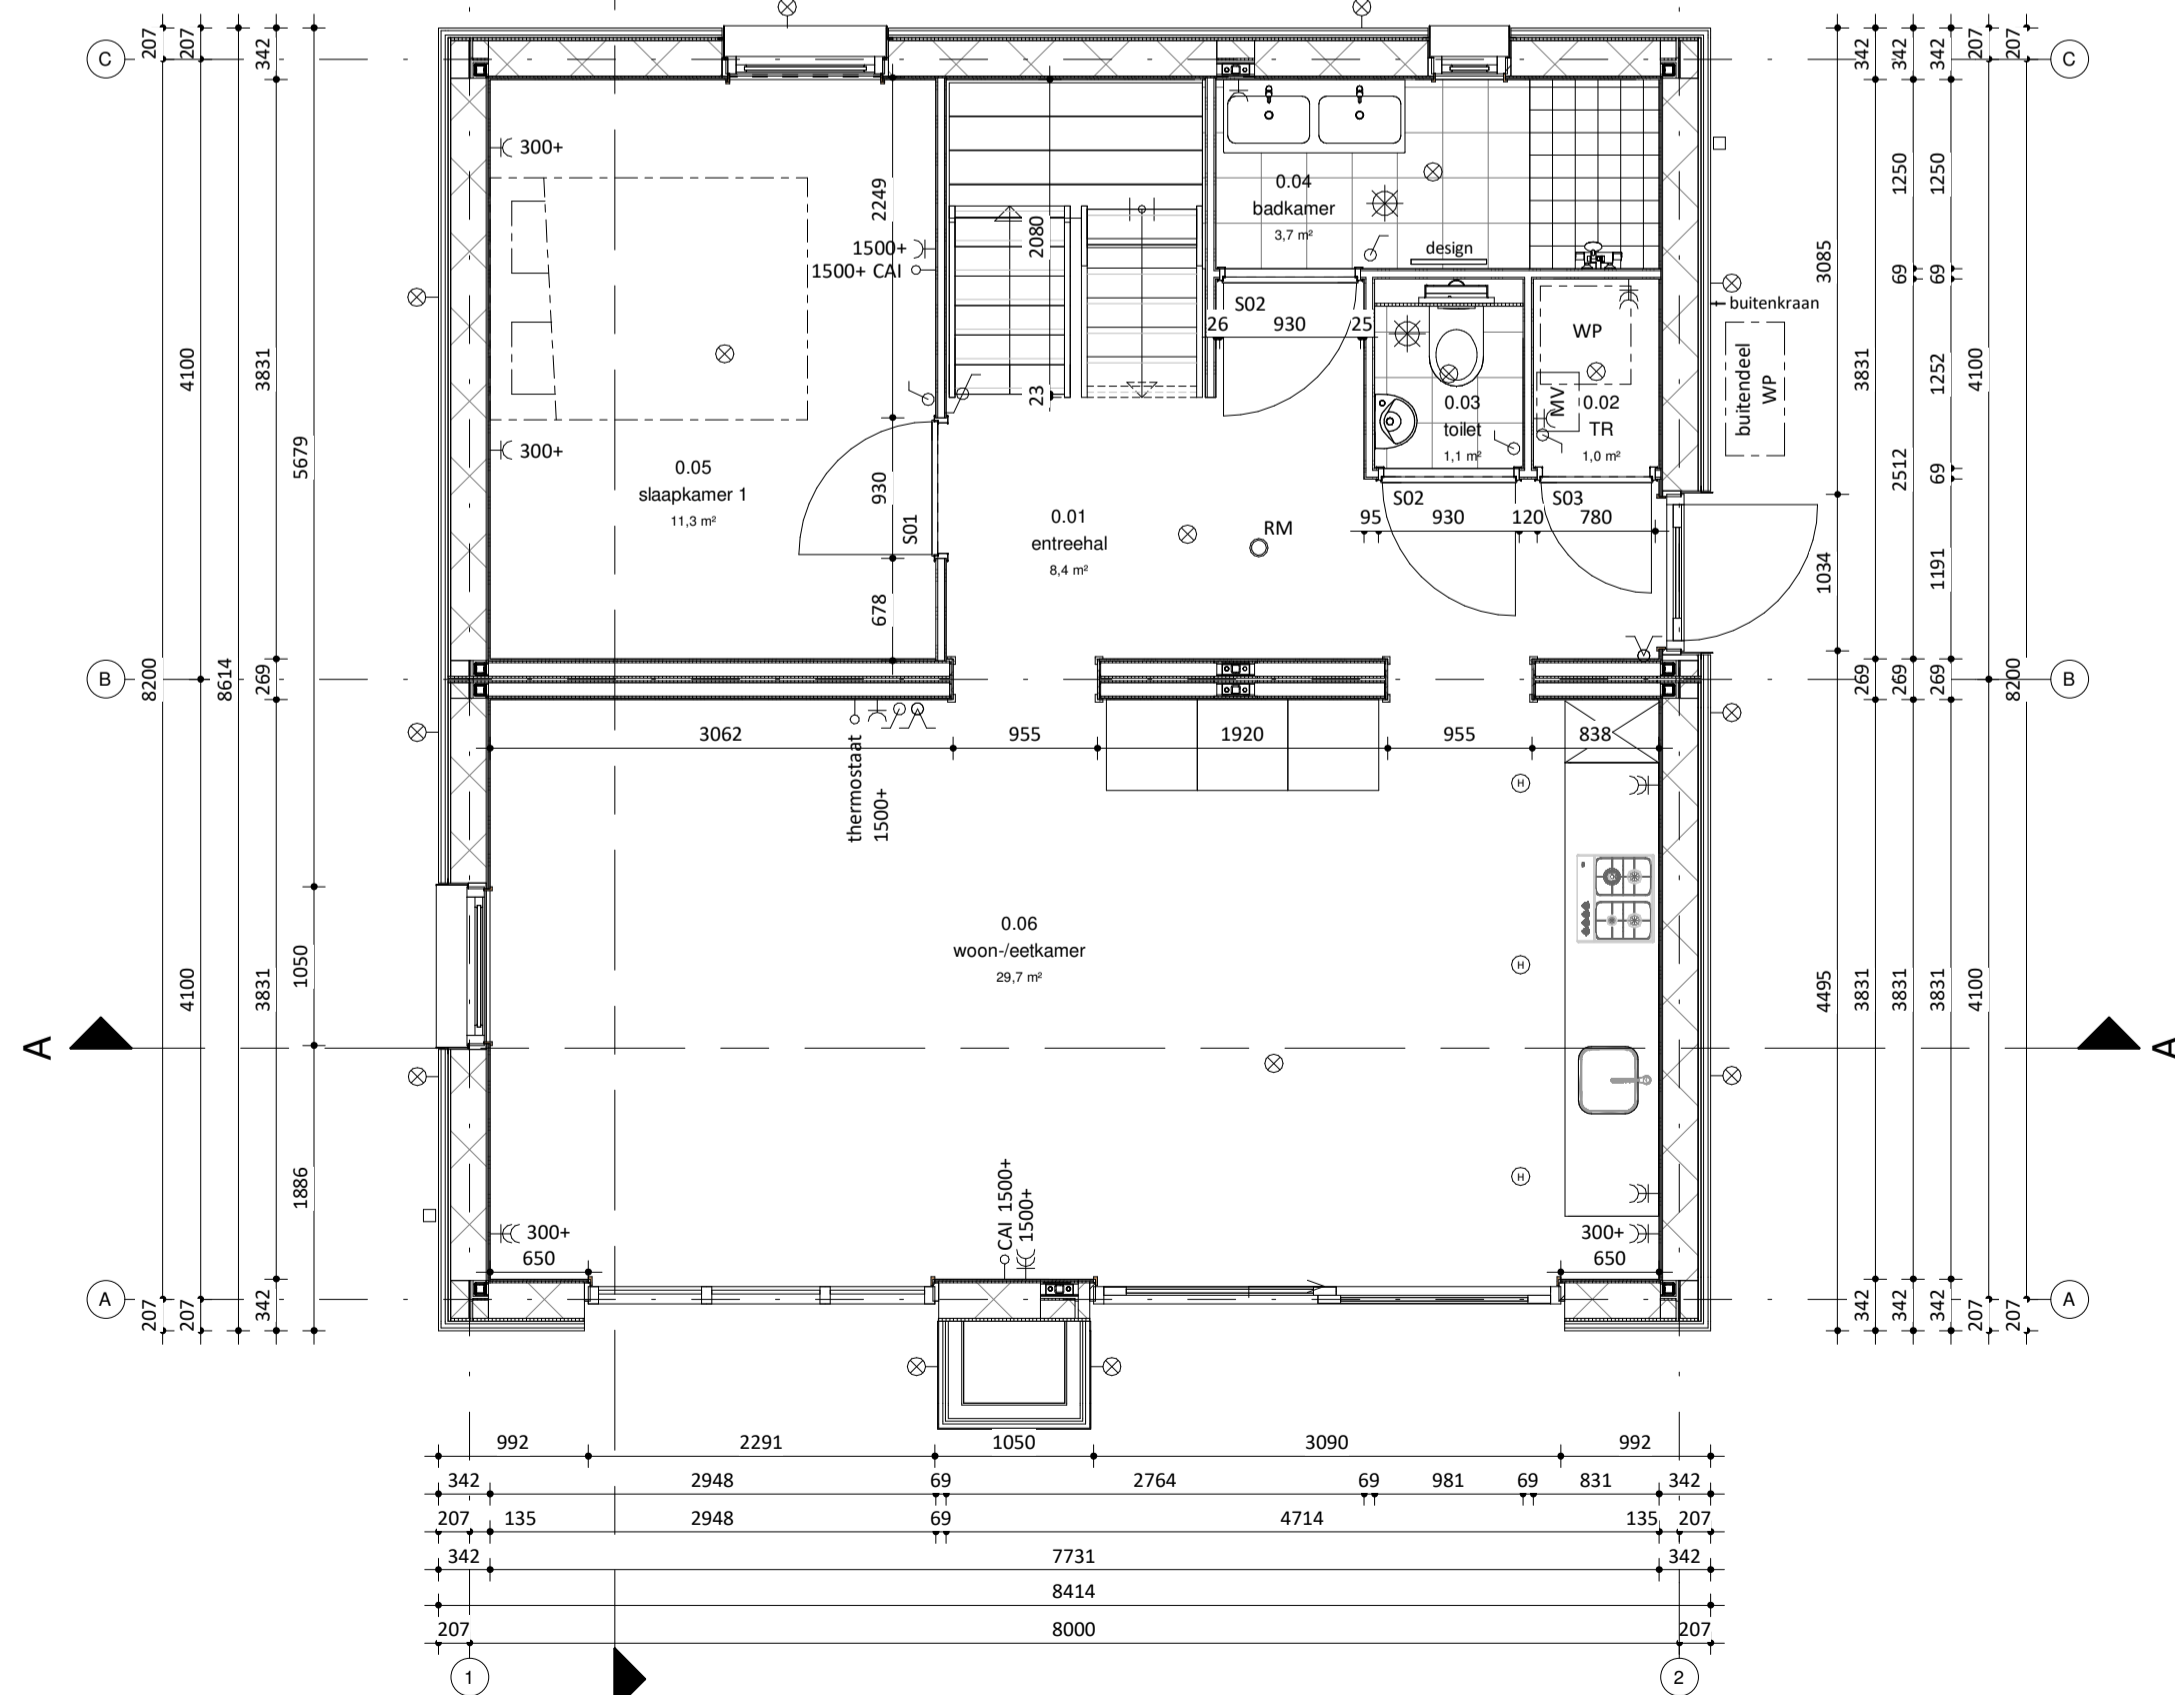 C
207
207
342
4100
3831
5679
8200
8614
B
269
4100
3831
1050
1886
A
A
207
207
342
C
342
342
342
207
207
1250
1250
3085
69
69
3831
1252
4100
2512
69
1034
1191
269
269
269
8200
B
4495
3831
3831
3831
4100
A
342
342
342
207
207
A
300+
2249
1500+
1500+ CAI
2080
23
0.04
badkamer
3,7 m²
design
S02
26
930
25
WP
MV
0.03
toilet
1,1 m²
0.02
TR
1,0 m²
buitenkraan
buitendeel
WP
300+
0.05
slaapkamer 1
11,3 m²
930
S01
678
0.01
entreehal
8,4 m²
RM
S02
S03
95
930
120
780
3062
955
1920
955
838
thermostaat
1500+
H
0.06
woon-/eetkamer
29,7 m²
H
H
CAI 1500+
1500+
300+
650
300+
650
992
2291
1050
3090
992
342
2948
69
2764
69
981
69
831
342
207
135
2948
69
4714
135
207
342
7731
342
8414
207
8000
207
1
2